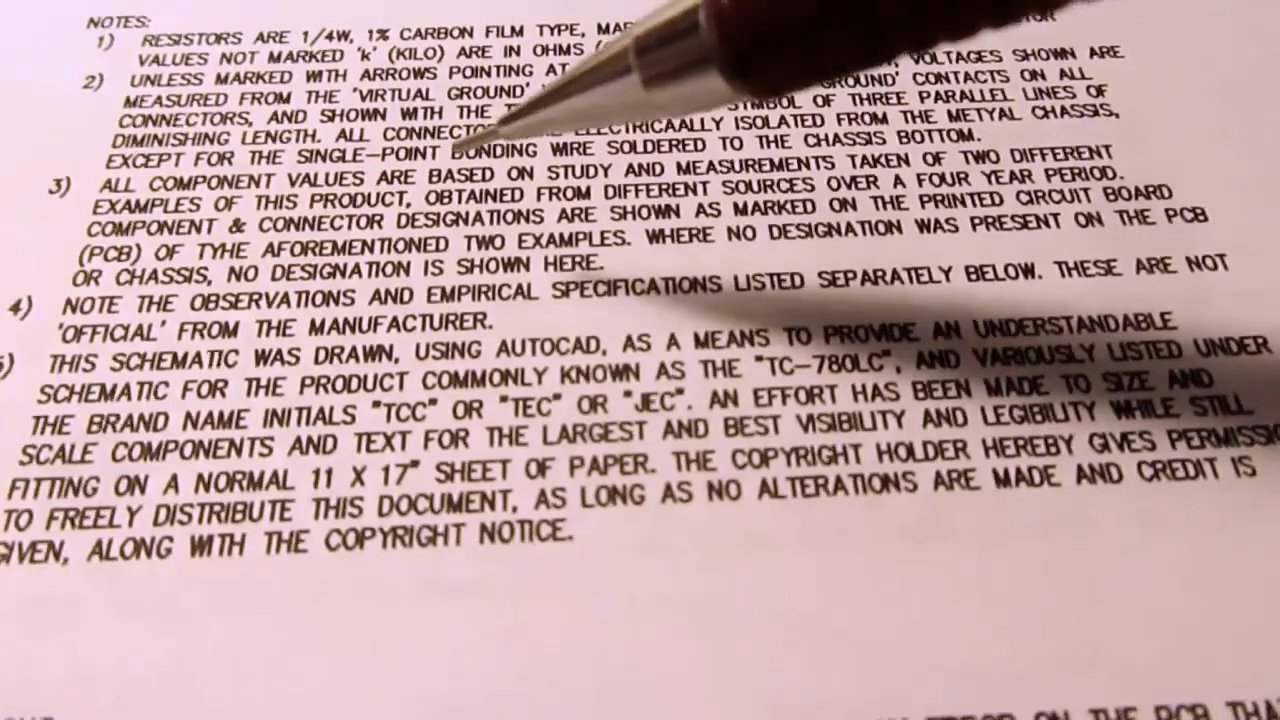 NOTES:
1) RESISTORS ARE 1/4W, 1% CARBON FILM TYPE,
VALUES NOT MARKED 'k' (KILO) ARE IN OHMS
2) UNLESS MARKED WITH ARROWS POINTING AT VOLTAGES SHOWN ARE
MEASURED FROM THE 'VIRTUAL GROUND' GROUND' CONTACTS ON ALL
CONNECTORS, AND SHOWN WITH THE SYMBOL OF THREE PARALLEL LINES OF
DIMINISHING LENGTH. ALL ELECTRICAALLY ISOLATED FROM THE METYAL CHASSIS,
EXCEPT FOR THE SINGLE-POINT BONDING WIRE SOLDERED TO THE CHASSIS BOTTOM.
3) ALL COMPONENT VALUES ARE BASED ON STUDY AND MEASUREMENTS TAKEN OF TWO DIFFERENT
EXAMPLES OF THIS PRODUCT, OBTAINED FROM DIFFERENT SOURCES OVER A FOUR YEAR PERIOD.
COMPONENT & CONNECTOR DESIGNATIONS ARE SHOWN AS MARKED ON THE PRINTED CIRCUIT BOARD
(PCB) OF TYHE AFOREMENTIONED TWO EXAMPLES. WHERE NO DESIGNATION WAS PRESENT ON THE PCB
OR CHASSIS, NO DESIGNATION IS SHOWN HERE.
4) NOTE THE OBSERVATIONS AND EMPIRICAL SPECIFICATIONS LISTED SEPARATELY BELOW. THESE ARE NOT
'OFFICIAL' FROM THE MANUFACTURER.
THIS SCHEMATIC WAS DRAWN, USING AUTOCAD, AS A MEANS TO PROVIDE AN UNDERSTANDABLE
SCHEMATIC FOR THE PRODUCT COMMONLY KNOWN AS THE "TC-780LC", AND VARIOUSLY LISTED UNDER
THE BRAND NAME INITIALS "TCC" OR "TEC" OR "JEC". AN EFFORT HAS BEEN MADE TO SIZE AND
SCALE COMPONENTS AND TEXT FOR THE LARGEST AND BEST VISIBILITY AND LEGIBILITY WHILE STILL
FITTING ON A NORMAL 11 X 17" SHEET OF PAPER. THE COPYRIGHT HOLDER HEREBY GIVES
TO FREELY DISTRIBUTE THIS DOCUMENT, AS LONG AS NO ALTERATIONS ARE MADE AND CREDIT IS
GIVEN, ALONG WITH THE COPYRIGHT NOTICE.
ON THE PCB